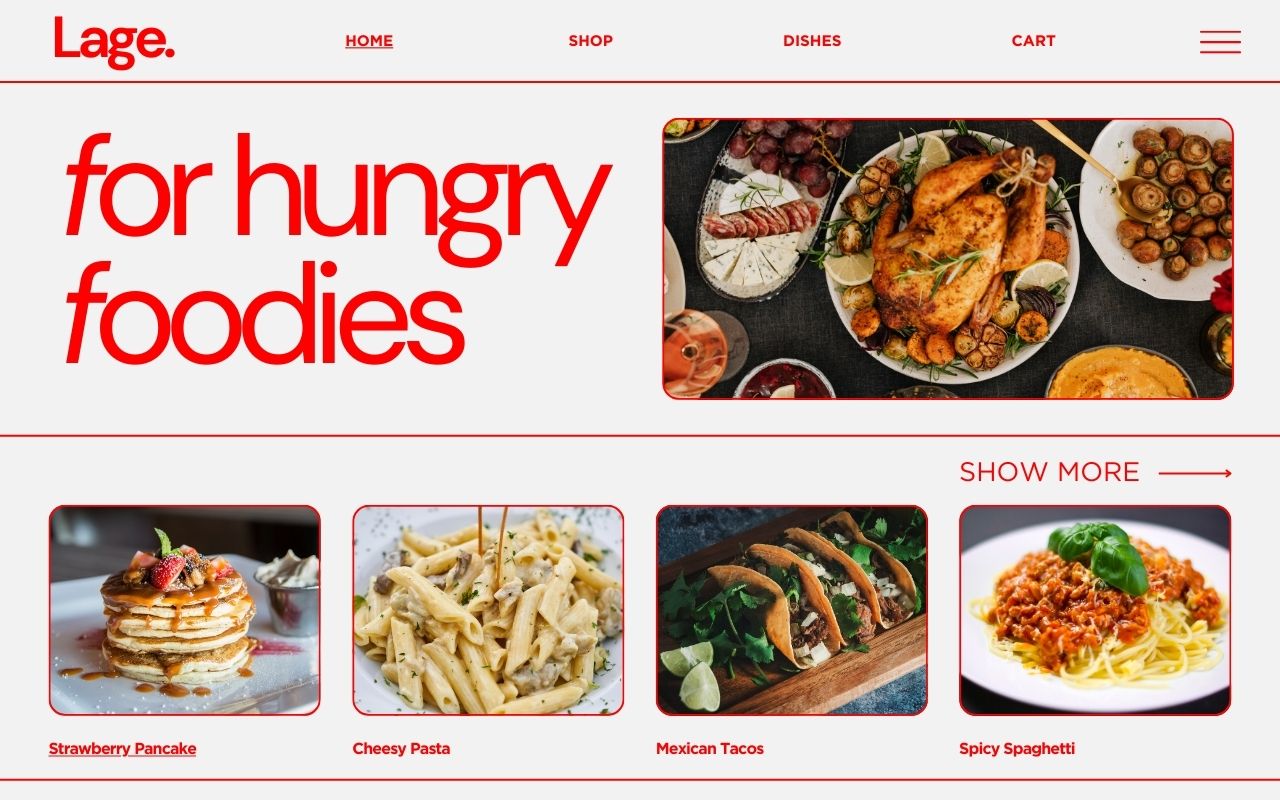 Lage.
HOME
SHOP
DISHES
CART
for hungry
foodies
SHOW MORE
Strawberry Pancake
Cheesy Pasta
Mexican Tacos
Spicy Spaghetti